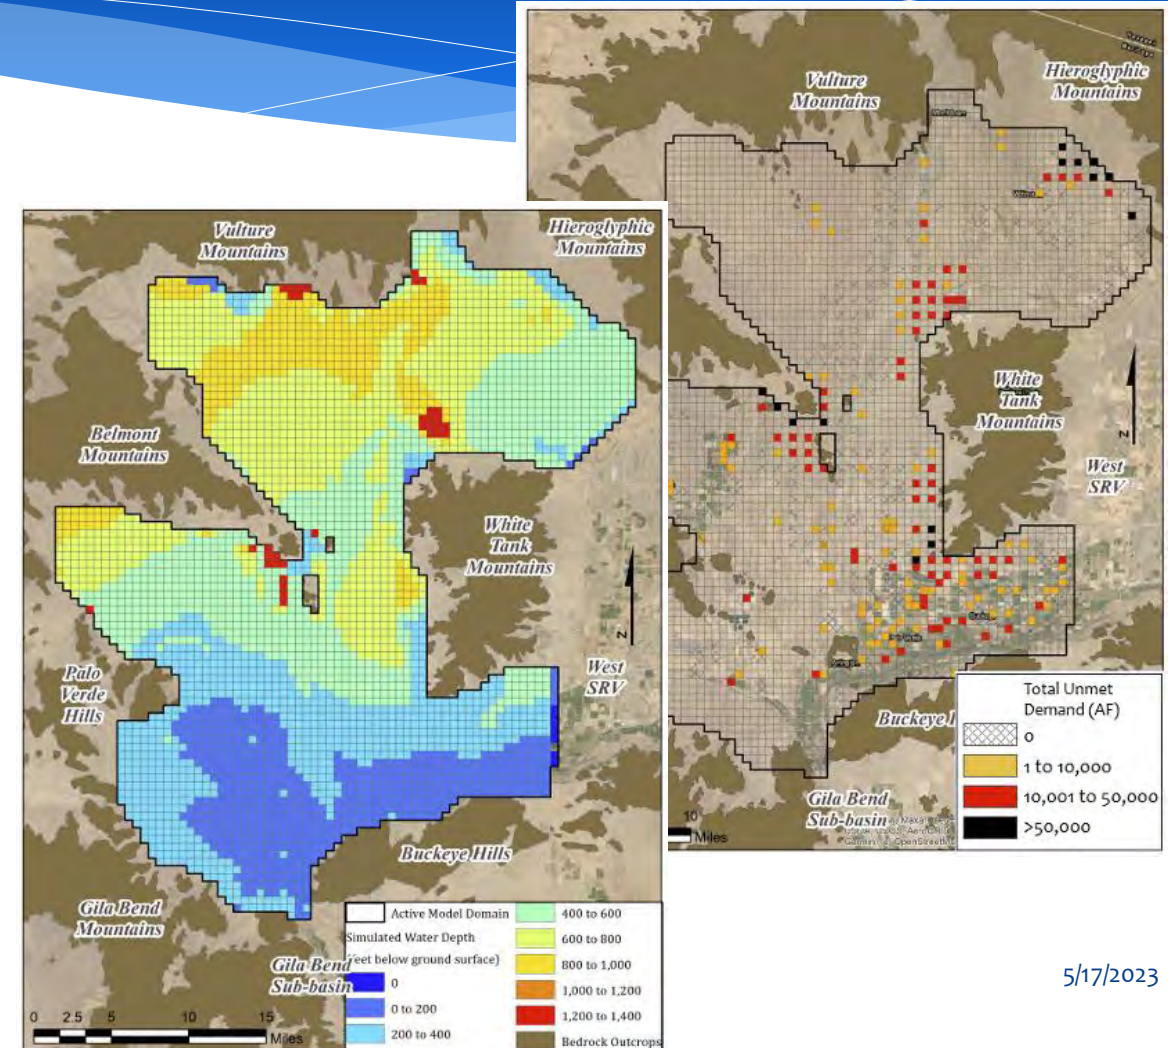 Vulture
Mountains
Hieroglyphic
Mountains
White
Tank
Mountains
N
West
SRV
Buckeye H
Gila Bend
Sub-basin
10
Miles
Total Unmet
Demand (AF)
0
1 to 10,000
10,001 to 50,000
>50,000
Vulture
Mountains
Hieroglyphic
Mountains
Belmont
Mountains
White
Tank
Mountains
N
Palo
Verde
Hills
West
SRV
Buckeye Hills
Gila Bend
Mountains
Gila Bend
Sub-basin
0 2.5 5 10 15
Miles
Active Model Domain
Simulated Water Depth
(feet below ground surface)
0
0 to 200
200 to 400
400 to 600
600 to 800
800 to 1,000
1,000 to 1,200
1,200 to 1,400
Bedrock Outcrops
5/17/2023